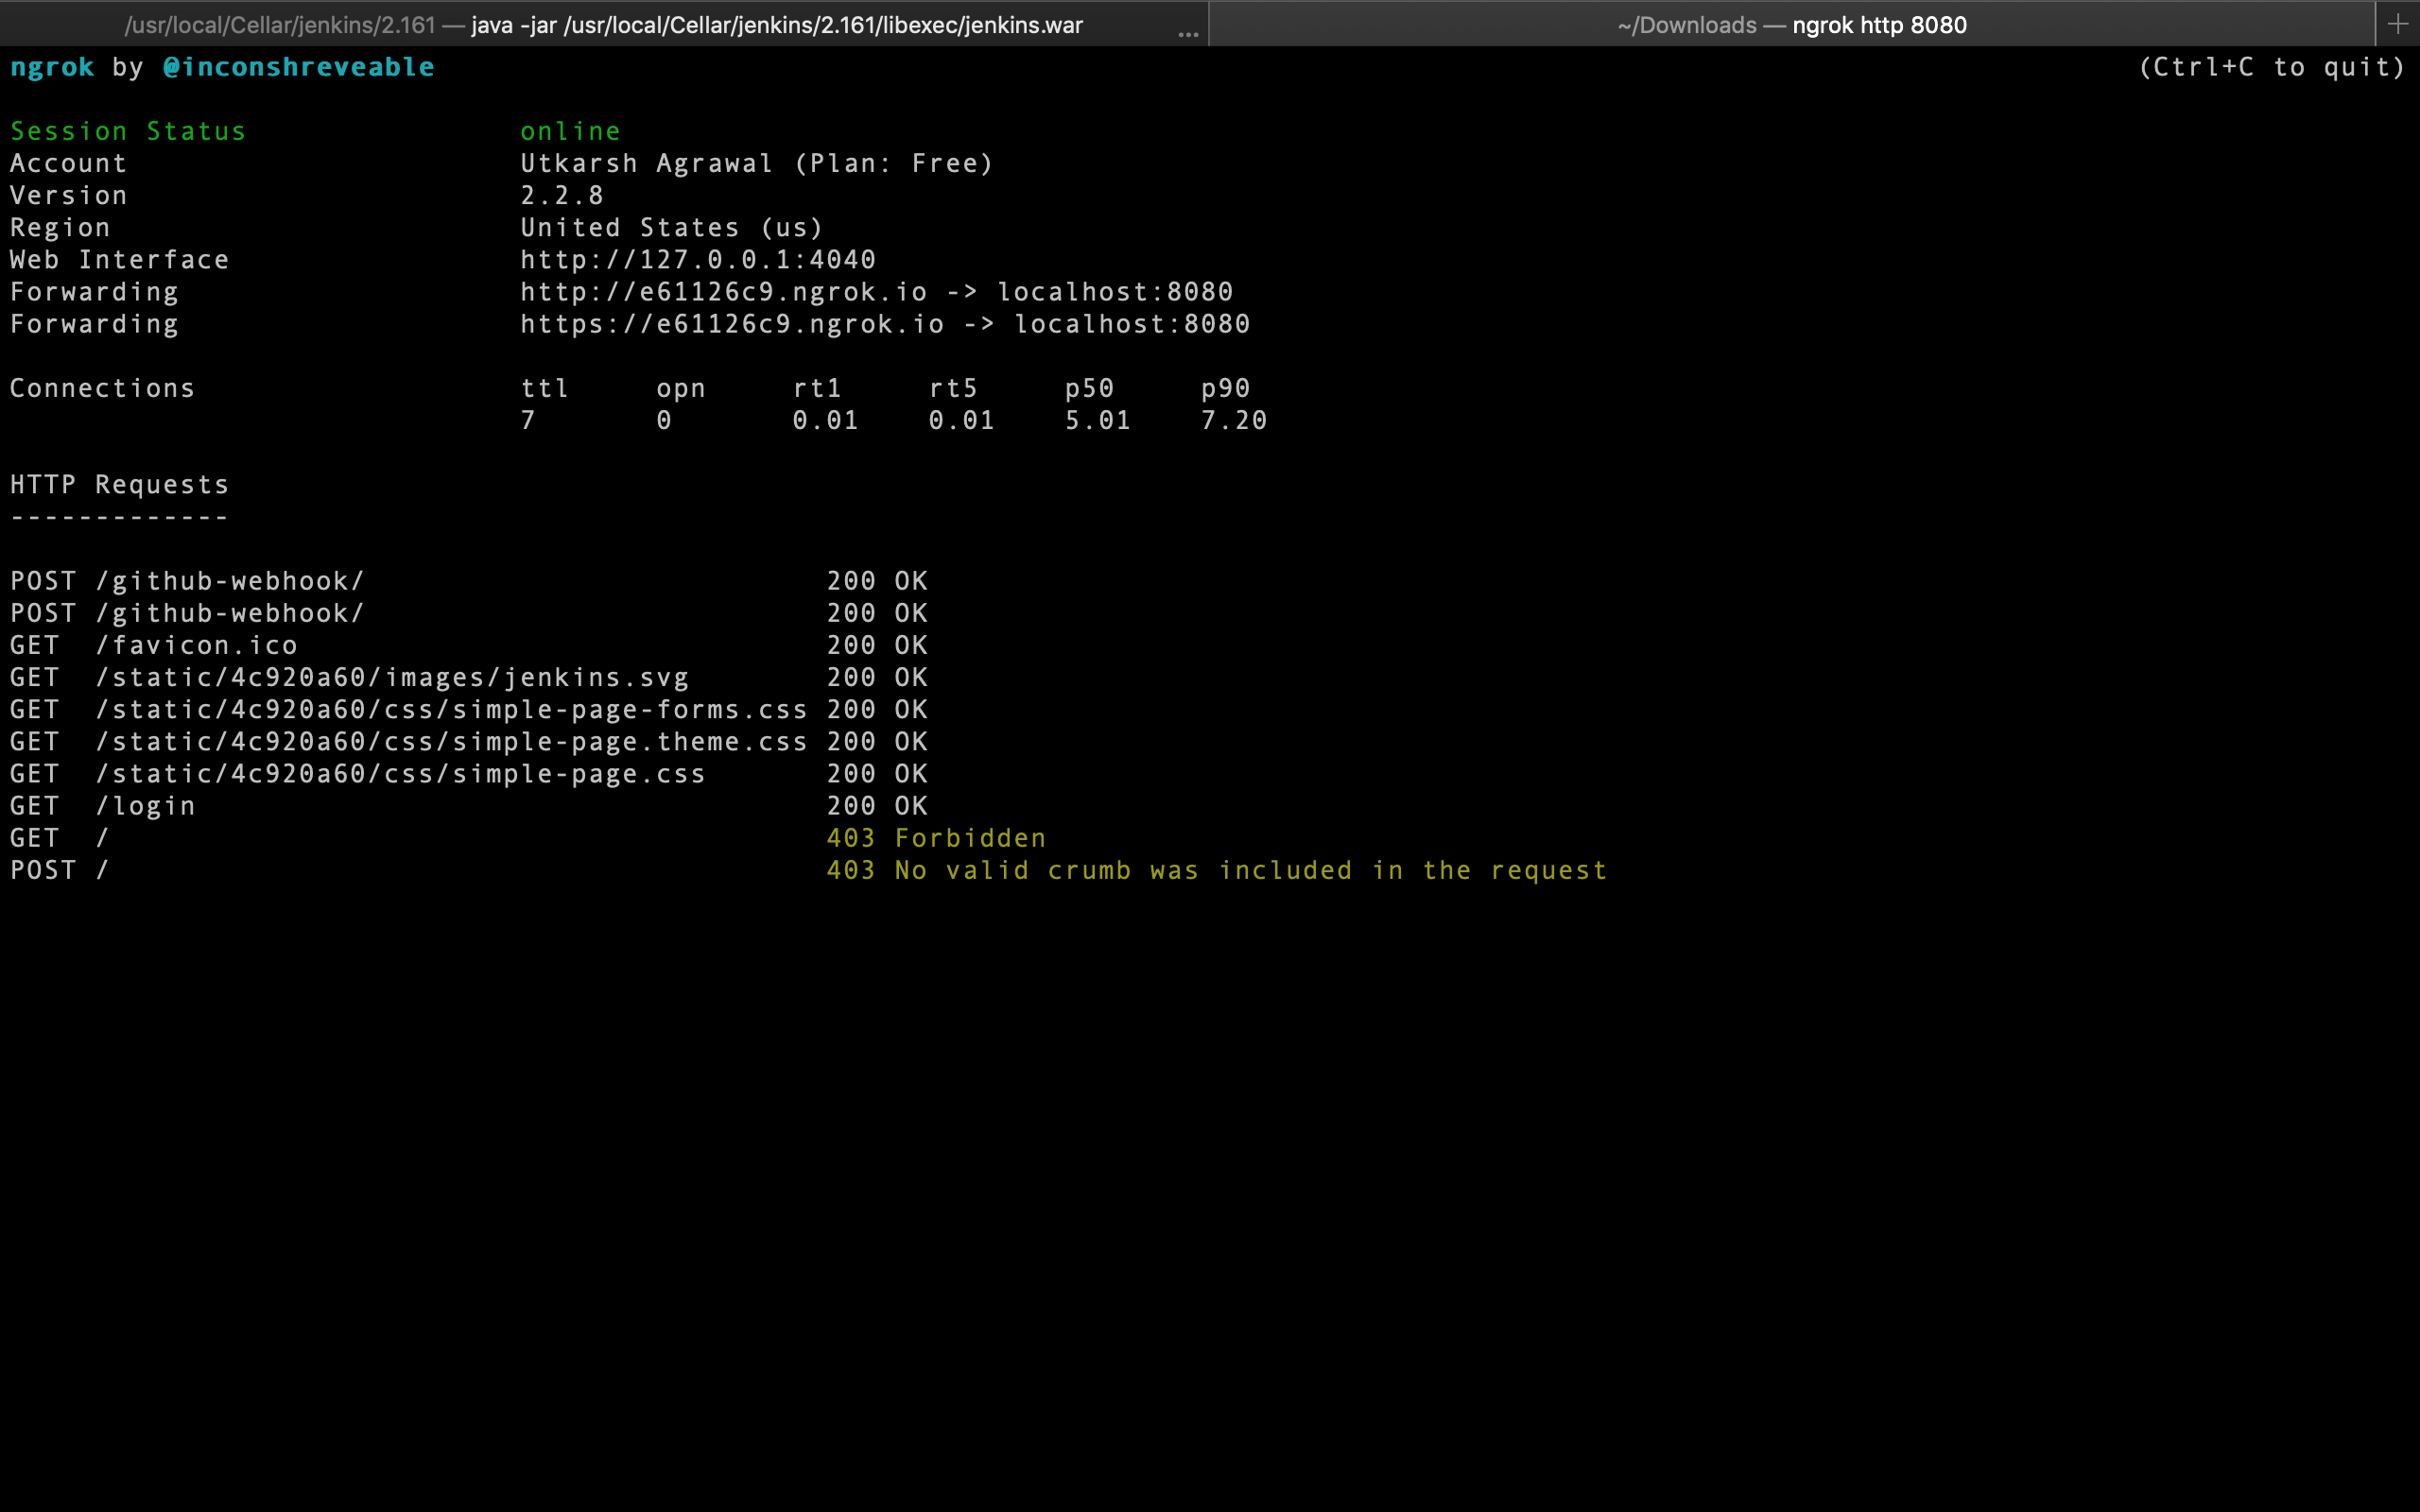 /usr/local/Cellar/jenkins/2.161 — java -jar /usr/local/Cellar/jenkins/2.161/libexec/jenkins.war ... ~/Downloads — ngrok http 8080 +
ngrok by @inconshreveable (Ctrl+C to quit)
Session Status online
Account Utkarsh Agrawal (Plan: Free)
Version 2.2.8
Region United States (us)
Web Interface http://127.0.0.1:4040
Forwarding http://e61126c9.ngrok.io -> localhost:8080
Forwarding https://e61126c9.ngrok.io -> localhost:8080
Connections ttl opn rt1 rt5 p50 p90
7 0 0.01 0.01 5.01 7.20
HTTP Requests
-------------
POST /github-webhook/ 200 OK
POST /github-webhook/ 200 OK
GET /favicon.ico 200 OK
GET /static/4c920a60/images/jenkins.svg 200 OK
GET /static/4c920a60/css/simple-page-forms.css 200 OK
GET /static/4c920a60/css/simple-page.theme.css 200 OK
GET /static/4c920a60/css/simple-page.css 200 OK
GET /login 200 OK
GET / 403 Forbidden
POST / 403 No valid crumb was included in the request